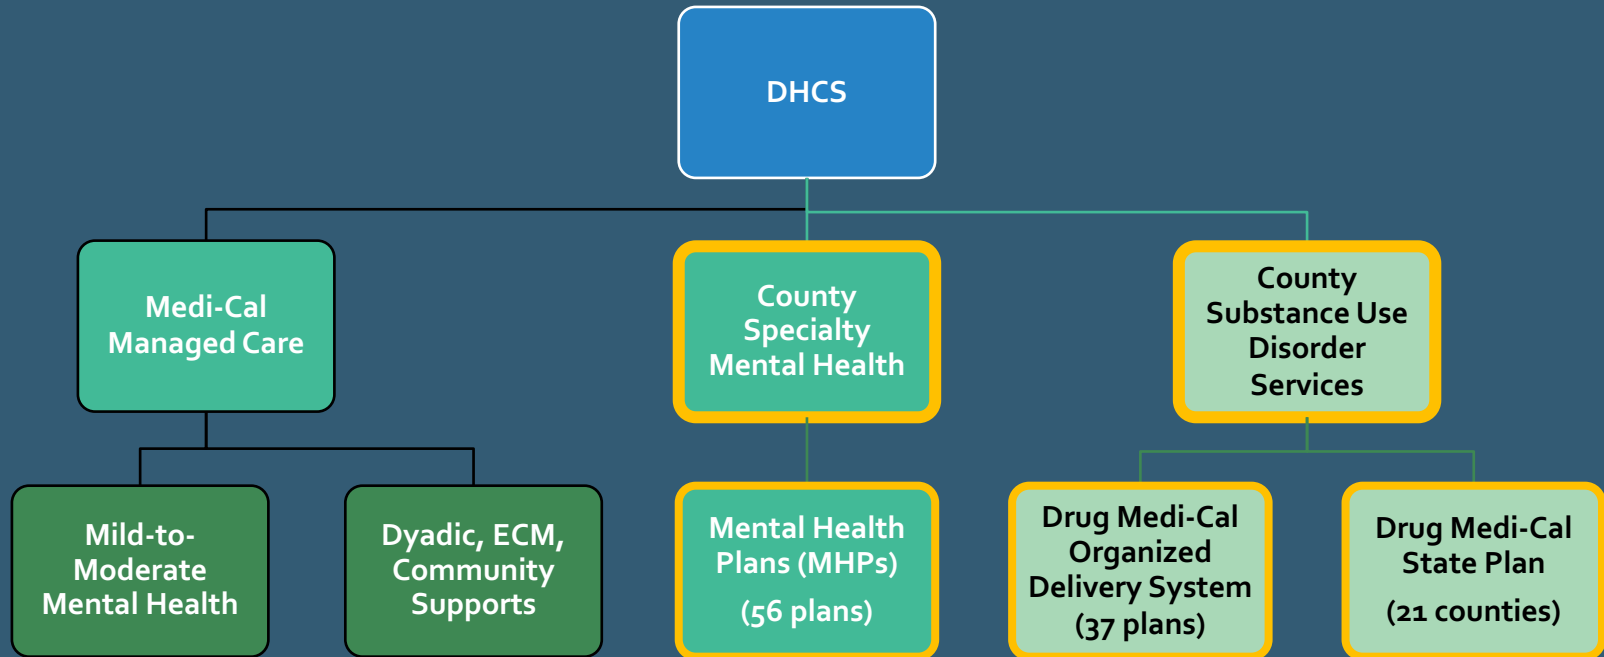 DHCS
Medi-Cal
Managed Care
County
Specialty
Mental Health
County
Substance Use
Disorder
Services
Mild-to-
Moderate
Mental Health
Dyadic, ECM,
Community
Supports
Mental Health
Plans (MHPs)
(56 plans)
Drug Medi-Cal
Organized
Delivery System
(37 plans)
Drug Medi-Cal
State Plan
(21 counties)